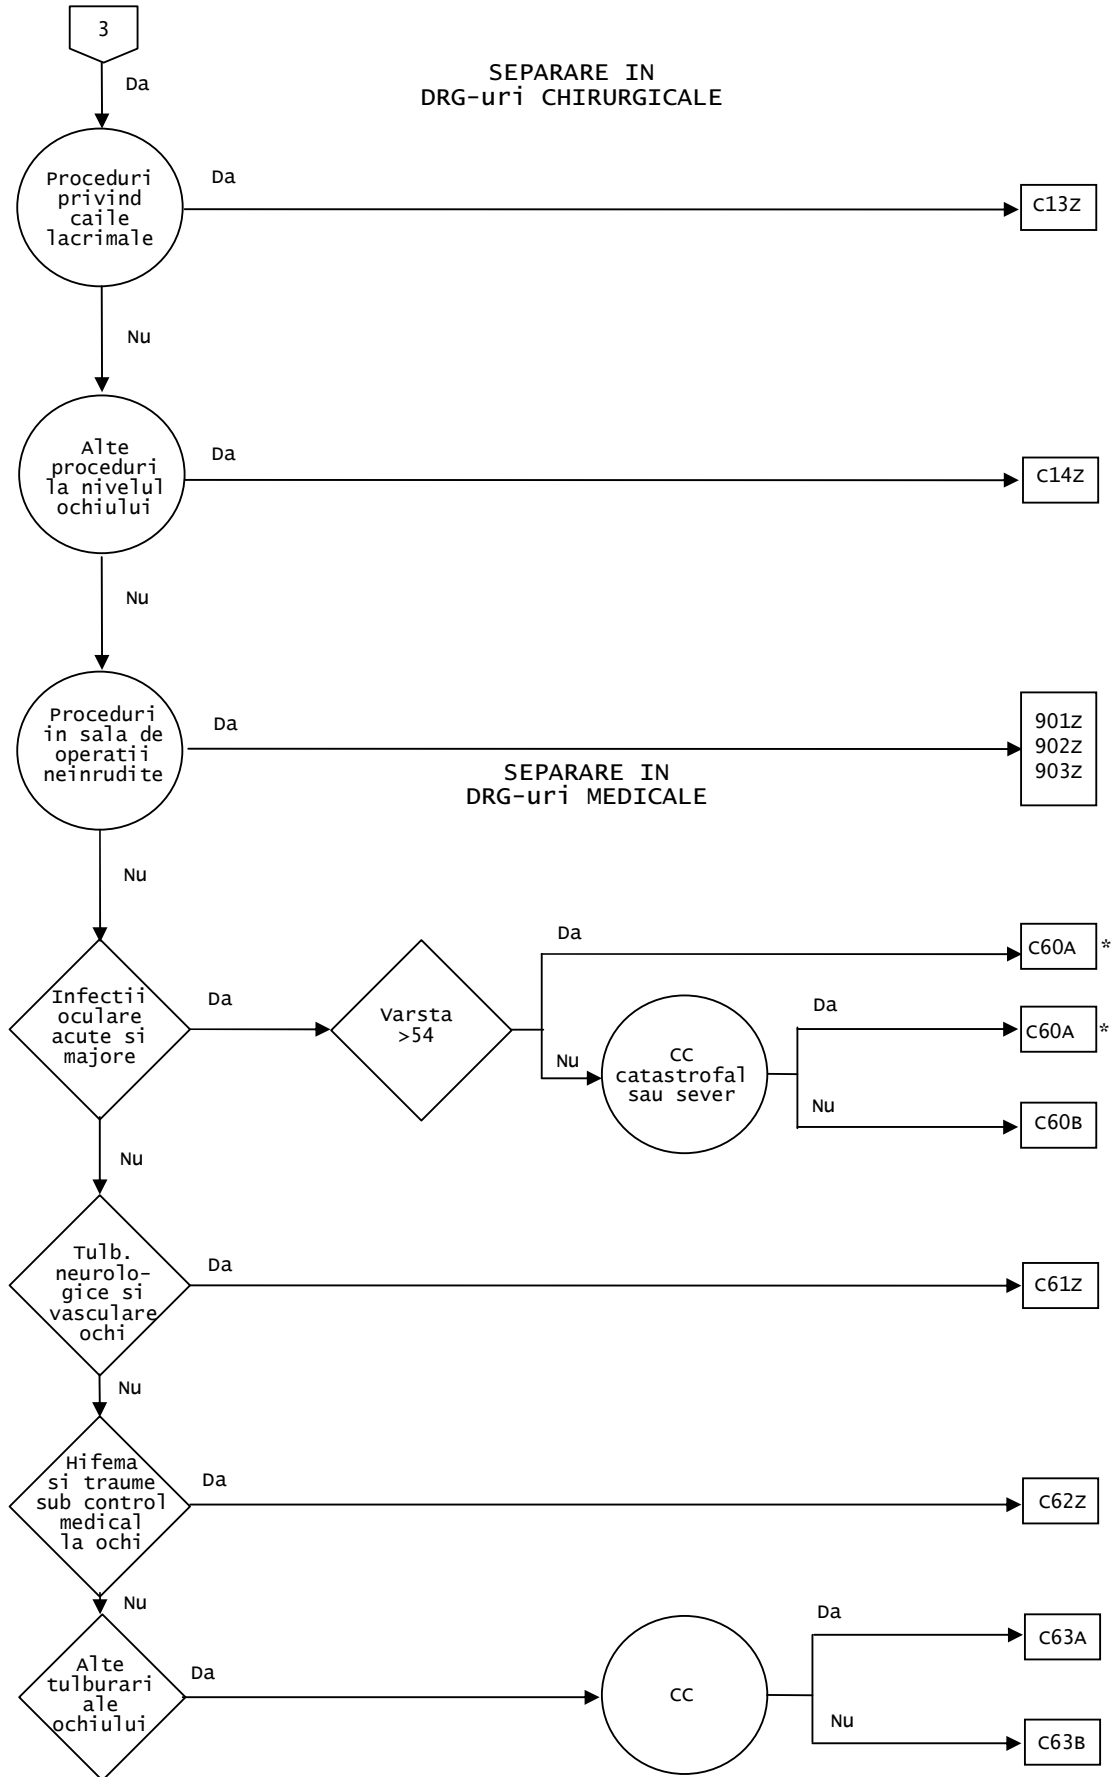 3
Da
SEPARARE IN
DRG-uri CHIRURGICALE
Proceduri
privind
caile
lacrimale
Da
C13Z
Nu
Alte
proceduri
la nivelul
ochiului
Da
C14Z
Nu
Proceduri
in sala de
operatii
neinrudite
Da
901Z
902Z
903Z
SEPARARE IN
DRG-uri MEDICALE
Nu
Infectii
oculare
acute si
majore
Da
Varsta
>54
Da
C60A *
Nu
CC
catastrofal
sau sever
Da
C60A *
Nu
C60B
Nu
Tulb.
neurolo-
gice si
vasculare
ochi
Da
C61Z
Nu
Hifema
si traume
sub control
medical
la ochi
Da
C62Z
Nu
Alte
tulburari
ale
ochiului
Da
CC
Da
C63A
Nu
C63B